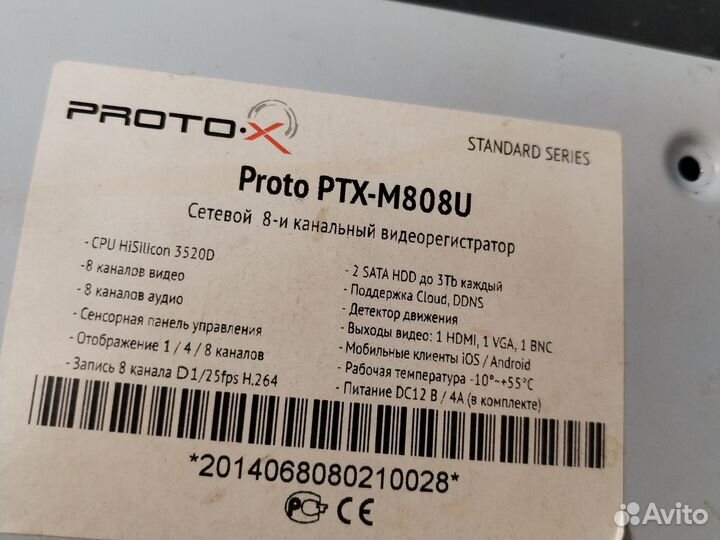 PROTO·X
STANDARD SERIES
Proto PTX-M808U
Сетевой 8-и канальный видеорегистратор
- CPU HiSilicon 3520D
-8 каналов видео
- 8 каналов аудио
- Сенсорная панель управления
- Отображение 1 / 4 / 8 каналов
- Запись 8 канала D1/25fps H.264
- 2 SATA HDD до 3Tb каждый
- Поддержка Cloud, DDNS
- Детектор движения
- Выходы видео: 1 HDMI, 1 VGA, 1 BNC
- Мобильные клиенты iOS / Android
- Рабочая температура -10°~+55°C
- Питание DC12 В / 4А (в комплекте)
*2014068080210028*
РСТ CE
Avito